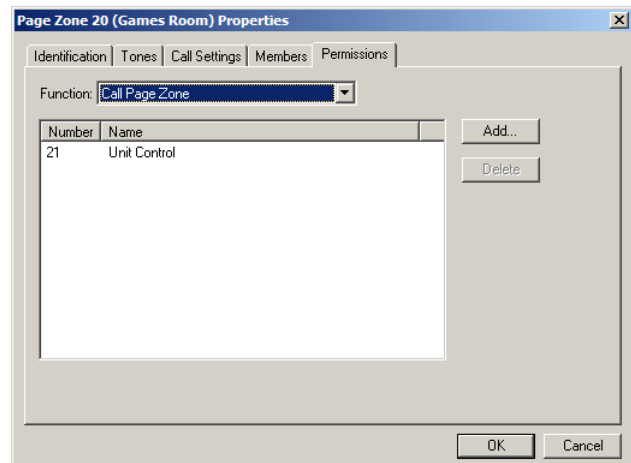 Page Zone 20 (Games Room) Properties
Identification Tones Call Settings Members Permissions
Function: Call Page Zone
Number Name
21 Unit Control
Add...
Delete
OK Cancel